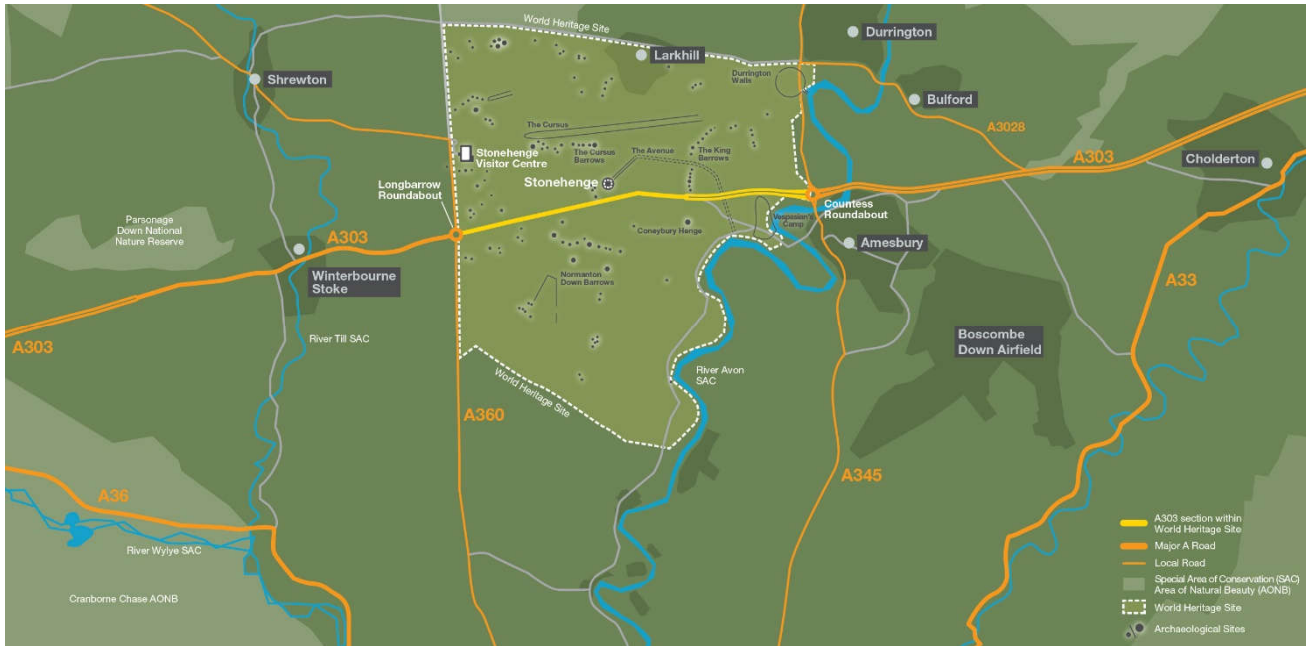 World Heritage Site
Durrington
Larkhill
Shrewton
Durrington
Walls
Bulford
A3028
A303
Cholderton
The Cursus
Stonehenge
Visitor Centre
The Cursus
Barrows
The Avenue
The King
Barrows
Stonehenge
Longbarrow
Roundabout
Countess
Roundabout
Vespasian's
Camp
Parsonage
Down National
Nature Reserve
A303
Coneybury Henge
Amesbury
Winterbourne
Stoke
Normanton
Down Barrows
A33
A303
River Till SAC
Boscombe
Down Airfield
World Heritage Site
River Avon
SAC
A360
A345
A36
River Wylye SAC
Cranborne Chase AONB
A303 section within
World Heritage Site
Major A Road
Local Road
Special Area of Conservation (SAC)
Area of Natural Beauty (AONB)
World Heritage Site
Archaeological Sites